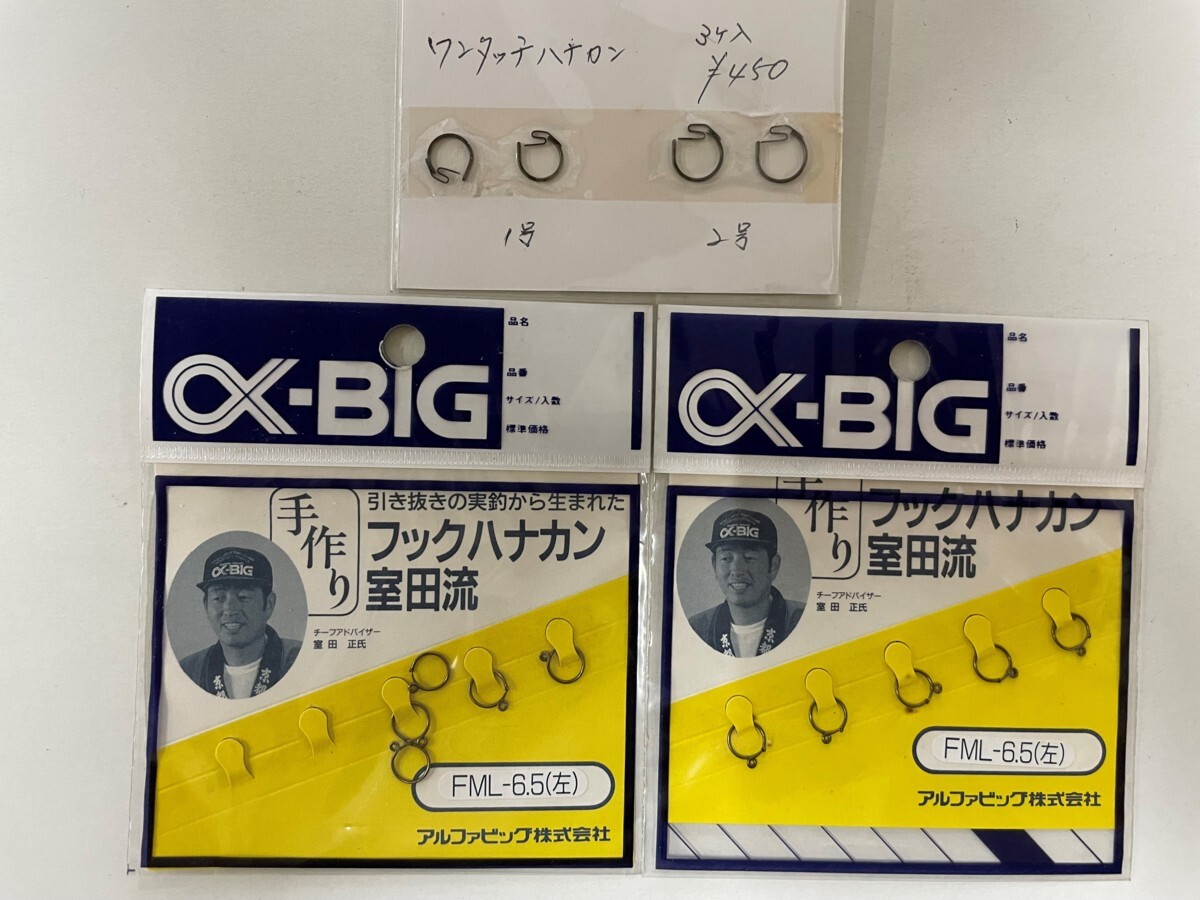 ワンタッチハナカン
3ケ入
¥450
1号
2号
α-BIG
品名
品番
サイズ/入数
標準価格
引き抜きの実釣から生まれた
手作り
フックハナカン
室田流
α-BIG
チーフアドバイザー
室田 正氏
FML-6.5(左)
アルファビッグ株式会社
α-BIG
品名
品番
サイズ/入数
標準価格
手作り
フックハナカン
室田流
α-BIG
チーフアドバイザー
室田 正氏
FML-6.5(左)
アルファビッグ株式会社